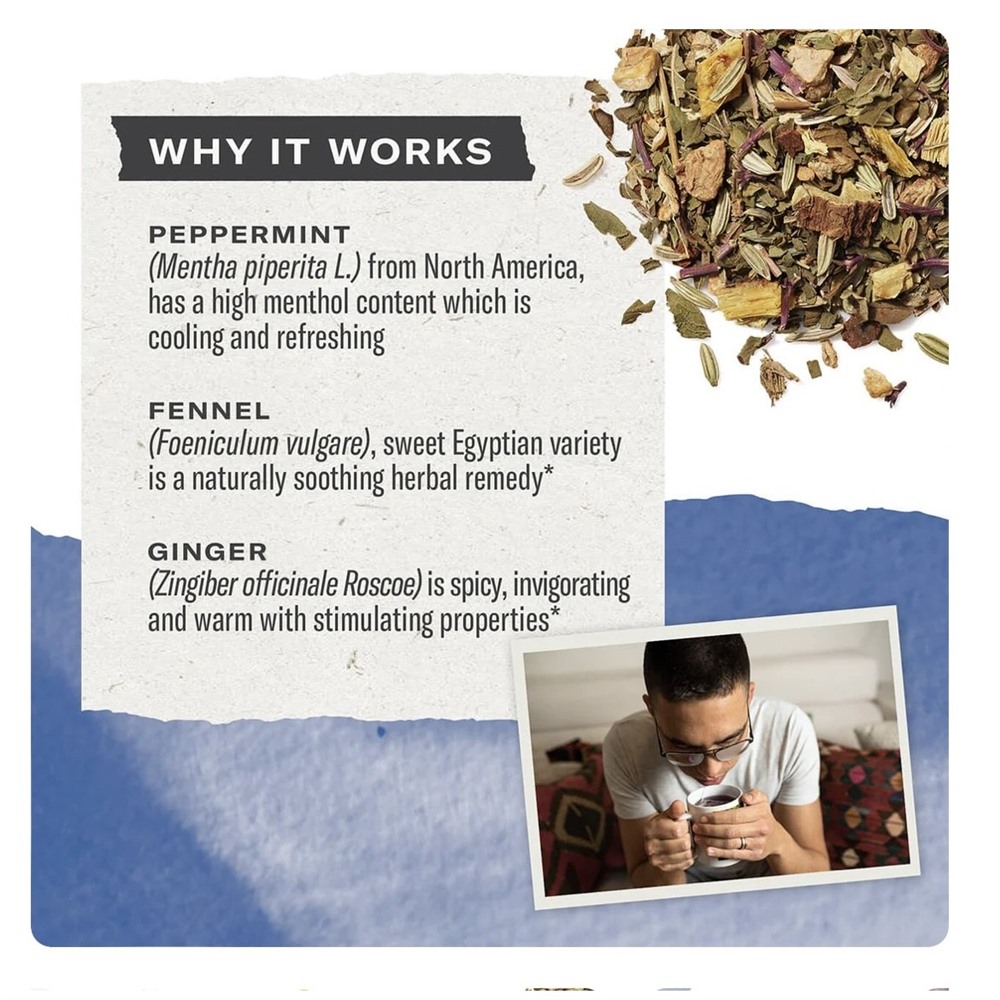 WHY IT WORKS
PEPPERMINT
(Mentha piperita L.) from North America,
has a high menthol content which is
cooling and refreshing
FENNEL
(Foeniculum vulgare), sweet Egyptian variety
is a naturally soothing herbal remedy*
GINGER
(Zingiber officinale Roscoe) is spicy, invigorating
and warm with stimulating properties*